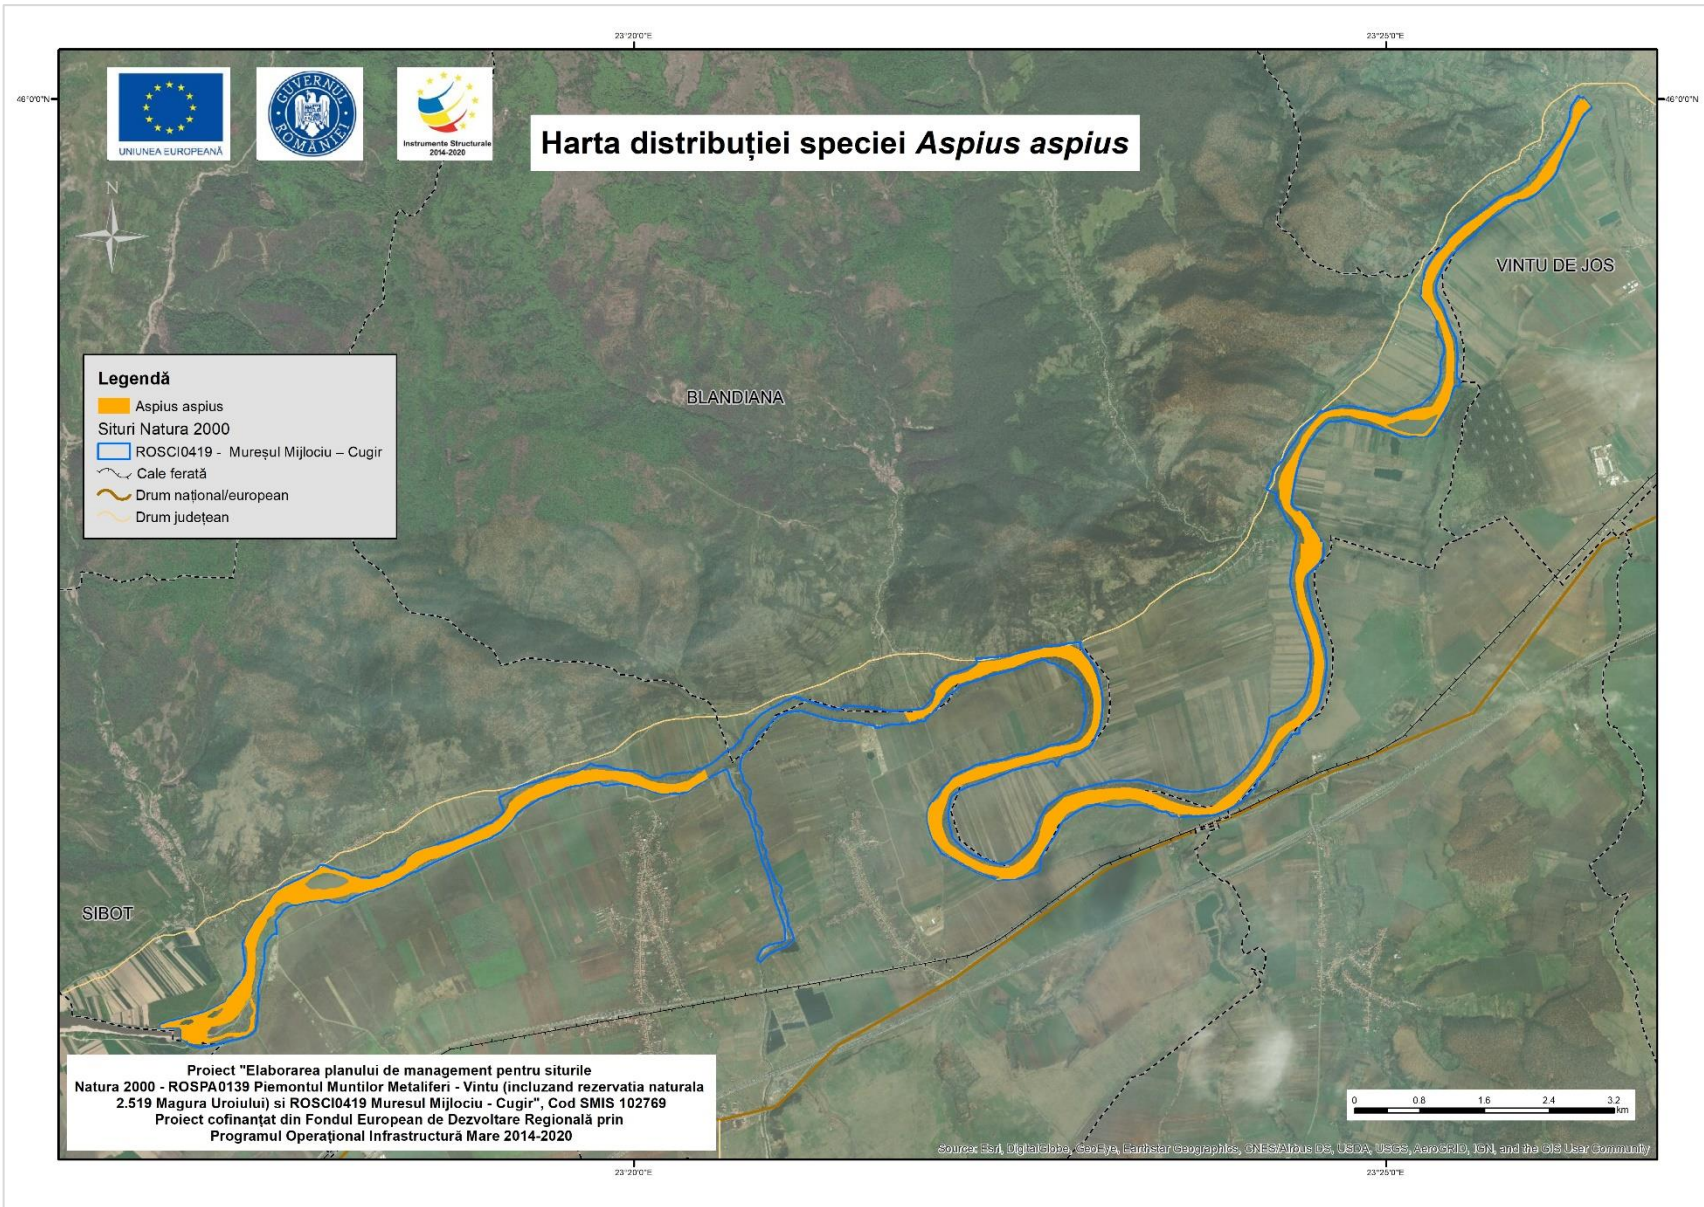 23°20'0"E
23°25'0"E
46°0'0"N
46°0'0"N
UNIUNEA EUROPEANĂ
GUVERNUL ROMÂNIEI
Instrumente Structurale
2014-2020
Harta distribuției speciei Aspius aspius
N
VINTU DE JOS
BLANDIANA
SIBOT
Legendă
Aspius aspius
Situri Natura 2000
ROSCI0419 - Mureșul Mijlociu – Cugir
Cale ferată
Drum național/european
Drum județean
Proiect "Elaborarea planului de management pentru siturile
Natura 2000 - ROSPA0139 Piemontul Muntilor Metaliferi - Vintu (incluzand rezervatia naturala
2.519 Magura Uroiului) si ROSCI0419 Muresul Mijlociu - Cugir", Cod SMIS 102769
Proiect cofinanțat din Fondul European de Dezvoltare Regională prin
Programul Operațional Infrastructură Mare 2014-2020
0 0.8 1.6 2.4 3.2
km
Source: Esri, DigitalGlobe, GeoEye, Earthstar Geographics, CNES/Airbus DS, USDA, USGS, AeroGRID, IGN, and the GIS User Community
23°20'0"E
23°25'0"E